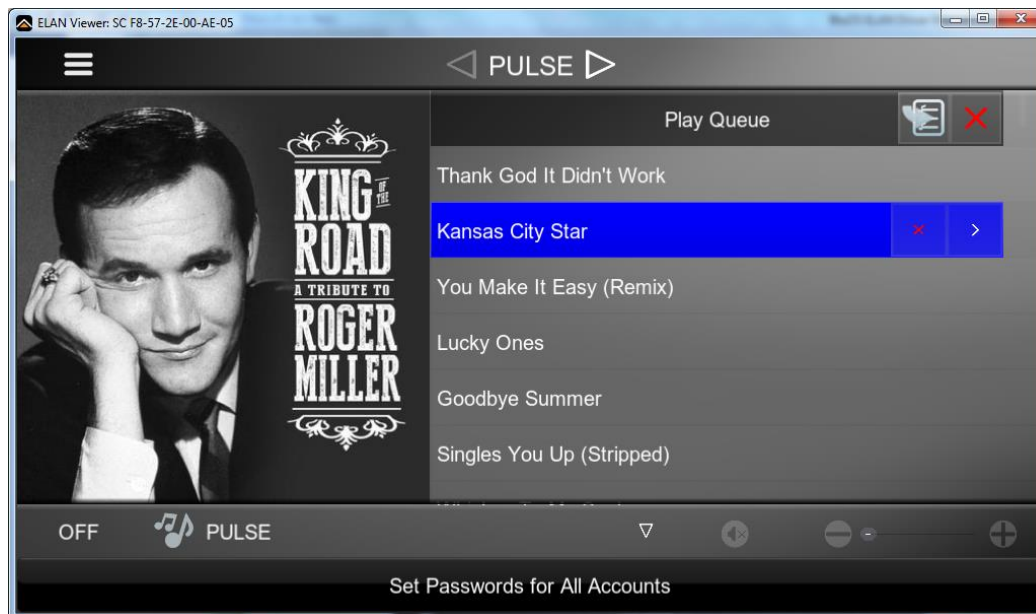 ELAN Viewer: SC F8-57-2E-00-AE-05
PULSE
KING OF THE
ROAD
A TRIBUTE TO
ROGER
MILLER
Play Queue
Thank God It Didn't Work
Kansas City Star
You Make It Easy (Remix)
Lucky Ones
Goodbye Summer
Singles You Up (Stripped)
OFF
PULSE
Set Passwords for All Accounts